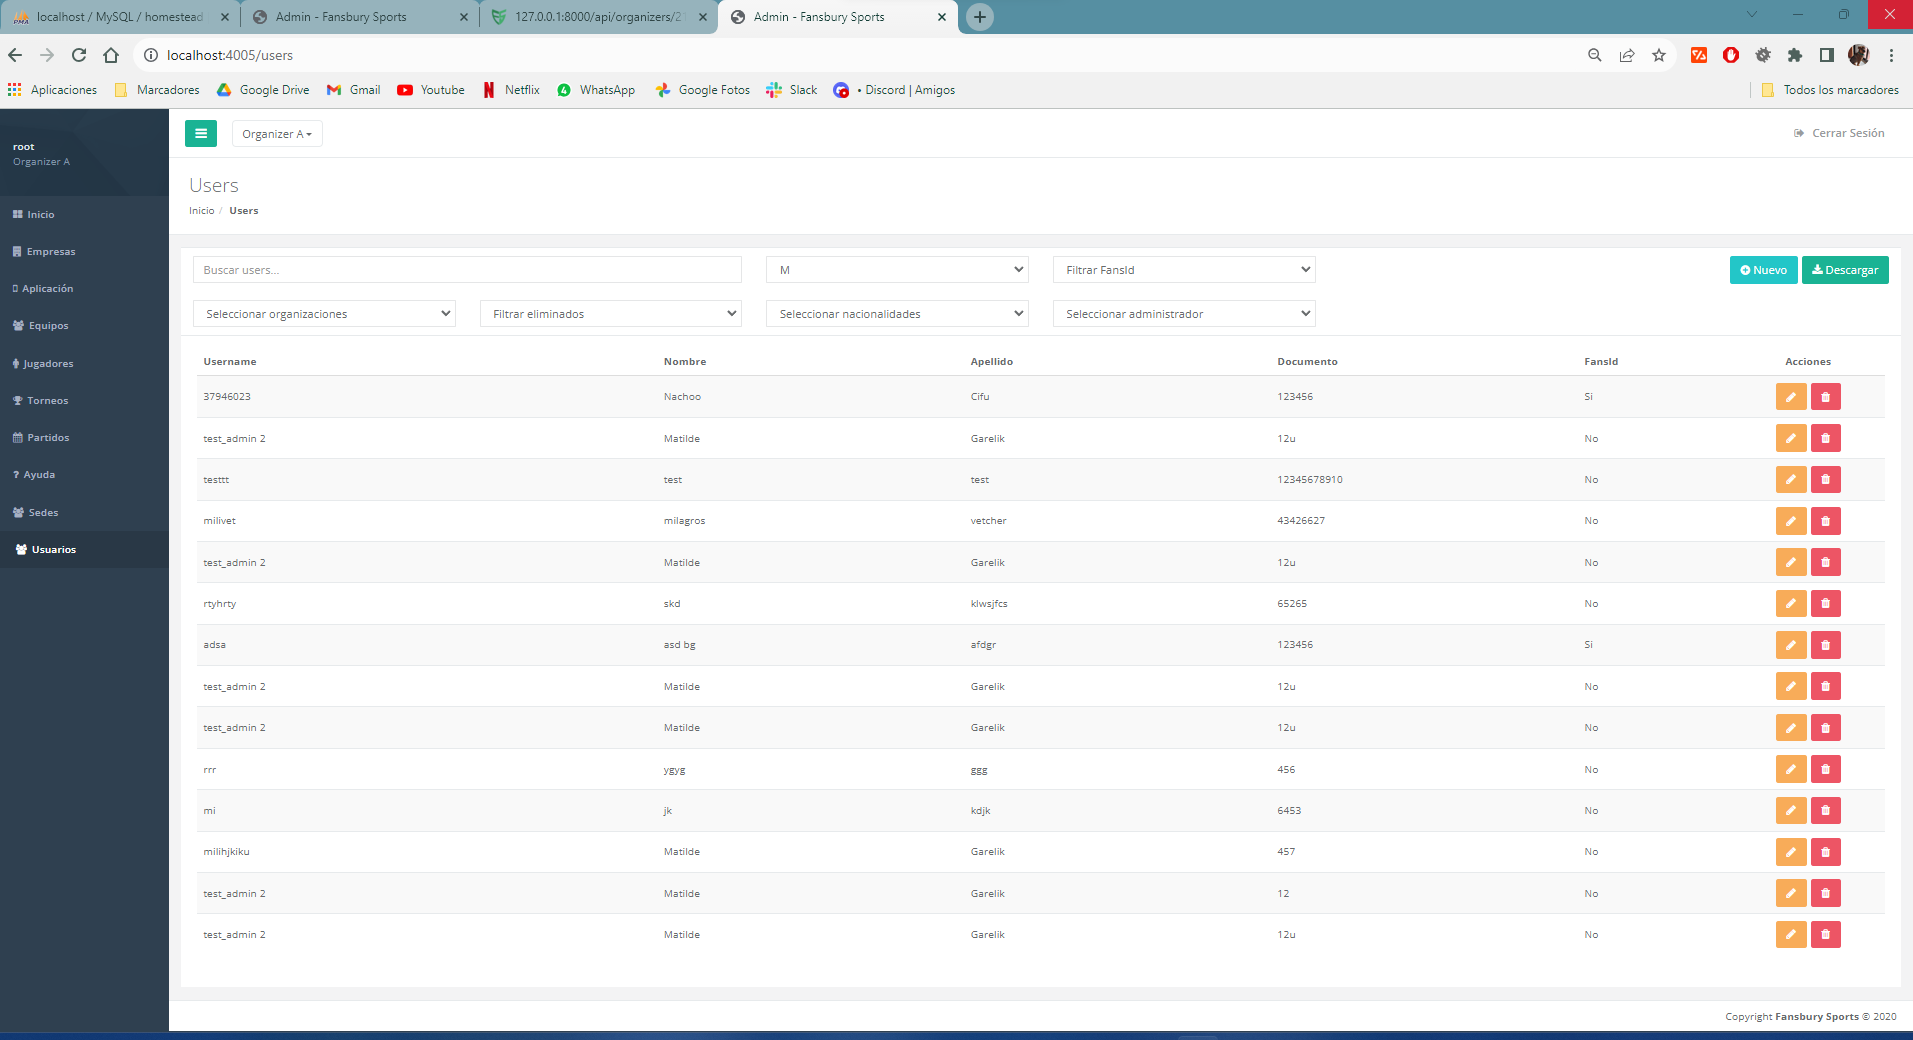 localhost / MySQL / homestead
Admin - Fansbury Sports
127.0.0.1:8000/api/organizers/2
Admin - Fansbury Sports
localhost:4005/users
Aplicaciones
Marcadores
Google Drive
Gmail
Youtube
Netflix
WhatsApp
Google Fotos
Slack
• Discord | Amigos
Todos los marcadores
root
Organizer A
Organizer A
Cerrar Sesión
Inicio
Empresas
Aplicación
Equipos
Jugadores
Torneos
Partidos
? Ayuda
Sedes
Usuarios
Users
Inicio / Users
Buscar users...
M
Filtrar FansId
Nuevo
Descargar
Seleccionar organizaciones
Filtrar eliminados
Seleccionar nacionalidades
Seleccionar administrador
Username Nombre Apellido Documento FansId Acciones
37946023 Nachoo Cifu 123456 Si
test_admin 2 Matilde Garelik 12u No
testtt test test 12345678910 No
milivet milagros vetcher 43426627 No
test_admin 2 Matilde Garelik 12u No
rtyhrty skd klwsjfcs 65265 No
adsa asd bg afdgr 123456 Si
test_admin 2 Matilde Garelik 12u No
test_admin 2 Matilde Garelik 12u No
rrr ygyg ggg 456 No
mi jk kdjk 6453 No
milihjkiku Matilde Garelik 457 No
test_admin 2 Matilde Garelik 12 No
test_admin 2 Matilde Garelik 12u No
Copyright Fansbury Sports © 2020